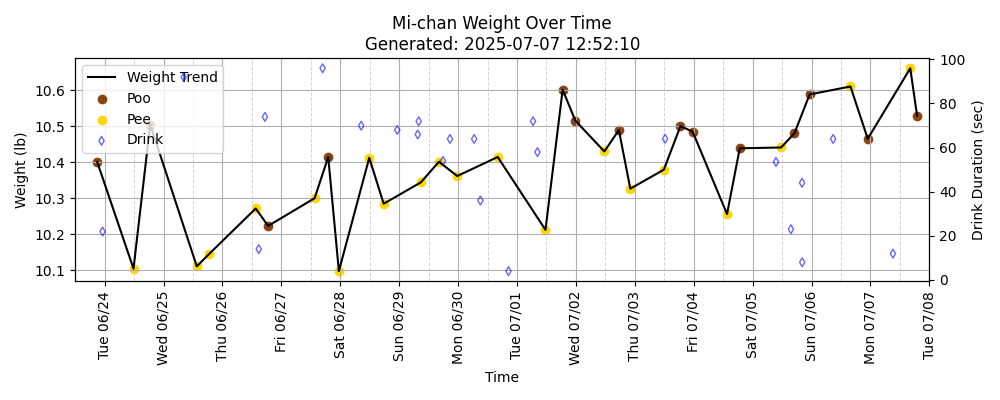 Mi-chan Weight Over Time
Generated: 2025-07-07 12:52:10
Weight Trend
Poo
Pee
Drink
Weight (lb)
10.6
10.5
10.4
10.3
10.2
10.1
Drink Duration (sec)
100
80
60
40
20
0
Tue 06/24
Wed 06/25
Thu 06/26
Fri 06/27
Sat 06/28
Sun 06/29
Mon 06/30
Tue 07/01
Wed 07/02
Thu 07/03
Fri 07/04
Sat 07/05
Sun 07/06
Mon 07/07
Tue 07/08
Time